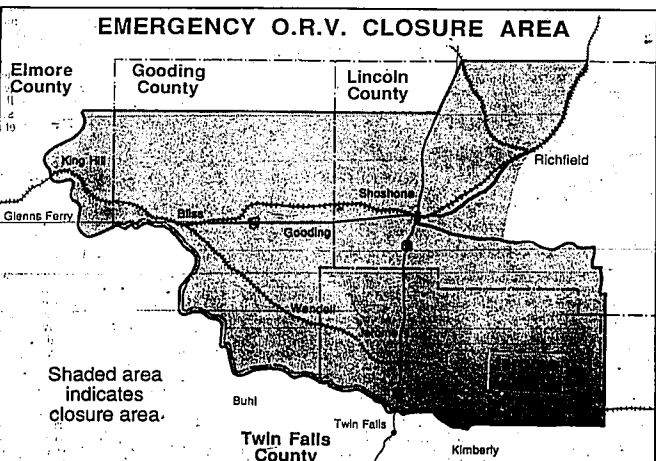 EMERGENCY O.R.V. CLOSURE AREA
Elmore
County
Gooding
County
Lincoln
County
King Hill
Richfield
Shoshone
Glenns Ferry
Bliss
Gooding
Wendell
Shaded area
indicates
closure area
Buhl
Twin Falls
Twin Falls
County
Kimberly